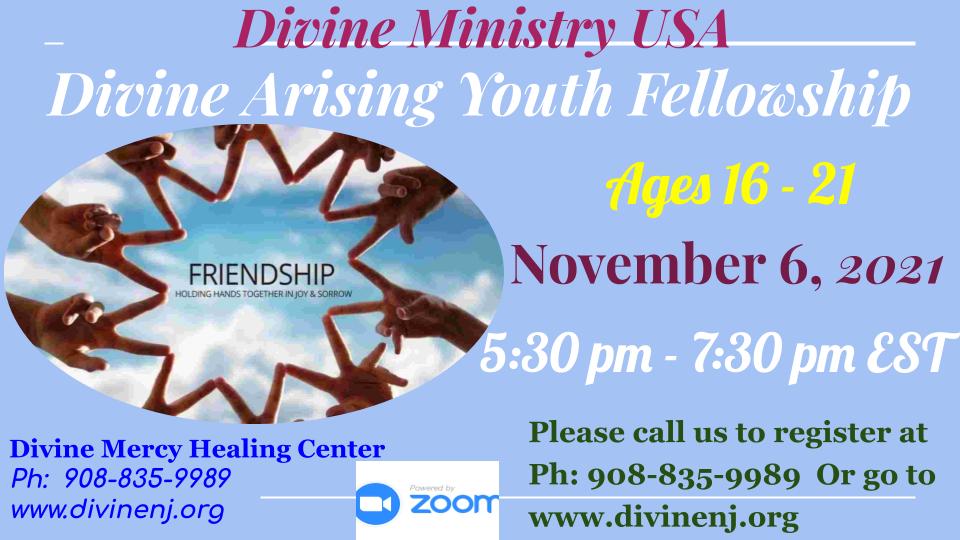 Divine Ministry USA
Divine Arising Youth Fellowship
Ages 16 - 21
FRIENDSHIP
HOLDING HANDS TOGETHER IN JOY & SORROW
November 6, 2021
5:30 pm - 7:30 pm EST
Divine Mercy Healing Center
Ph: 908-835-9989
www.divinenj.org
Powered by
zoom
Please call us to register at
Ph: 908-835-9989 Or go to
www.divinenj.org